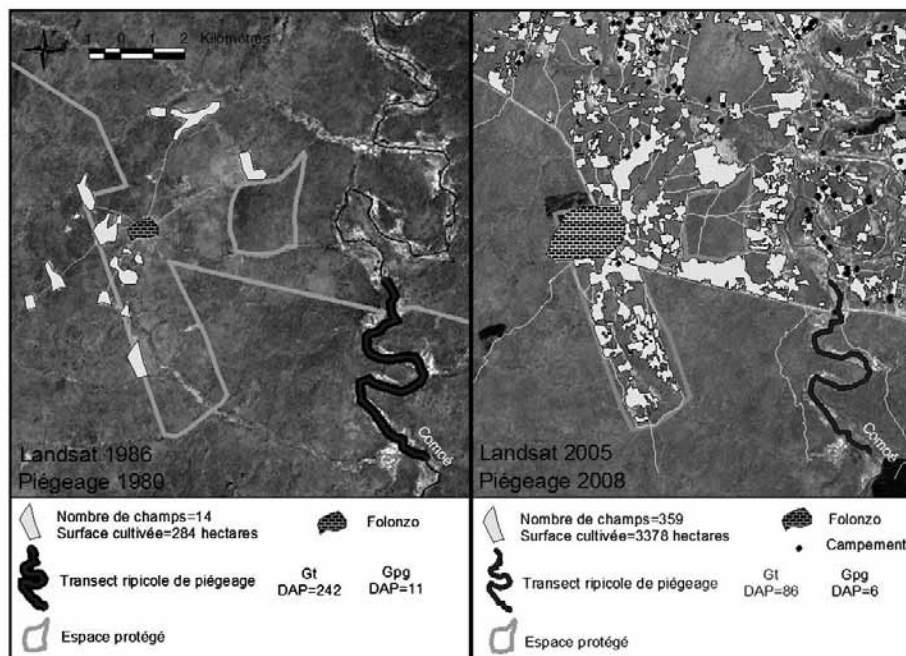 1 0 1 2 Kilomètres
Comoé
Landsat 1986
Piégeage 1980
Comoé
Landsat 2005
Piégeage 2008
Nombre de champs=14
Surface cultivée=284 hectares
Folonzo
Transect ripicole de piégeage
Gt
DAP=242
Gpg
DAP=11
Espace protégé
Nombre de champs=359
Surface cultivée=3378 hectares
Folonzo
Campement
Transect ripicole de piégeage
Gt
DAP=86
Gpg
DAP=6
Espace protégé